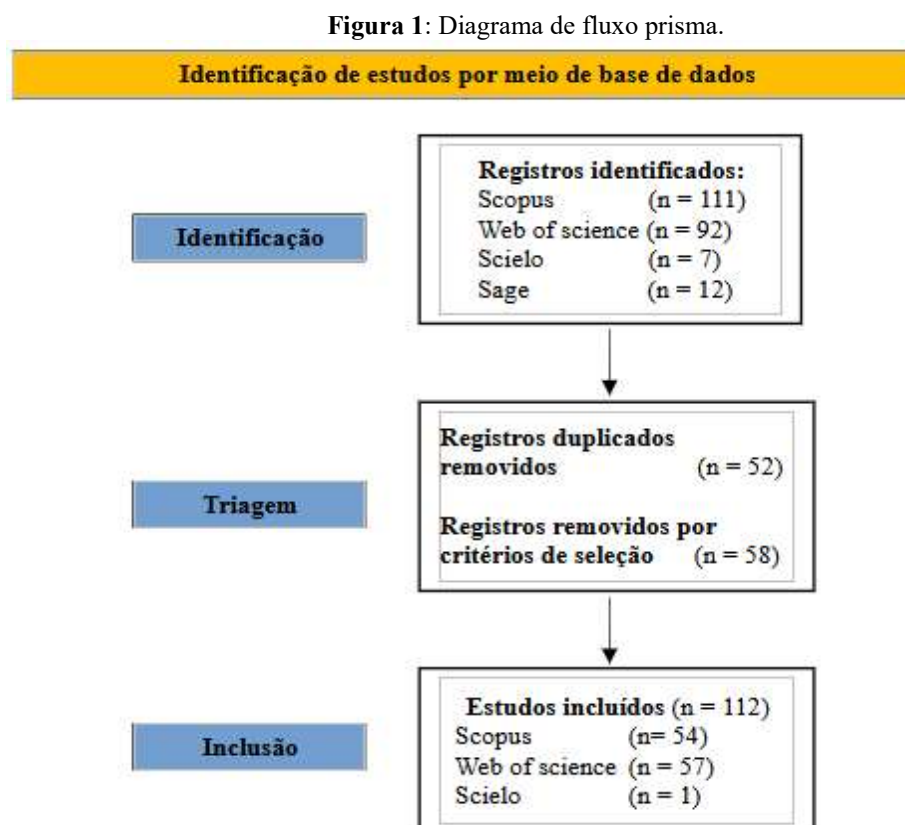 Figura 1: Diagrama de fluxo prisma.
Identificação de estudos por meio de base de dados
Identificação
Registros identificados:
Scopus (n = 111)
Web of science (n = 92)
Scielo (n = 7)
Sage (n = 12)
Triagem
Registros duplicados
removidos (n = 52)
Registros removidos por
critérios de seleção (n = 58)
Inclusão
Estudos incluídos (n = 112)
Scopus (n= 54)
Web of science (n = 57)
Scielo (n = 1)